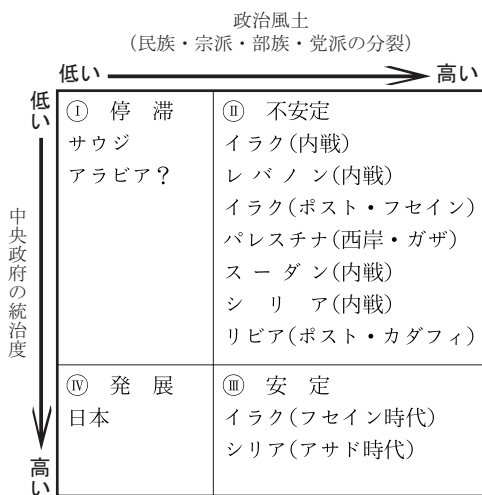 政治風土
（民族・宗派・部族・党派の分裂）
低い 高い
低い
中央政府の統治度
高い
Ⓘ 停 滞
サウジ
アラビア？
Ⅱ 不安定
イラク(内戦)
レバノン(内戦)
イラク(ポスト・フセイン)
パレスチナ(西岸・ガザ)
スーダン(内戦)
シリア(内戦)
リビア(ポスト・カダフィ)
Ⅳ 発 展
日本
Ⅲ 安 定
イラク(フセイン時代)
シリア(アサド時代)